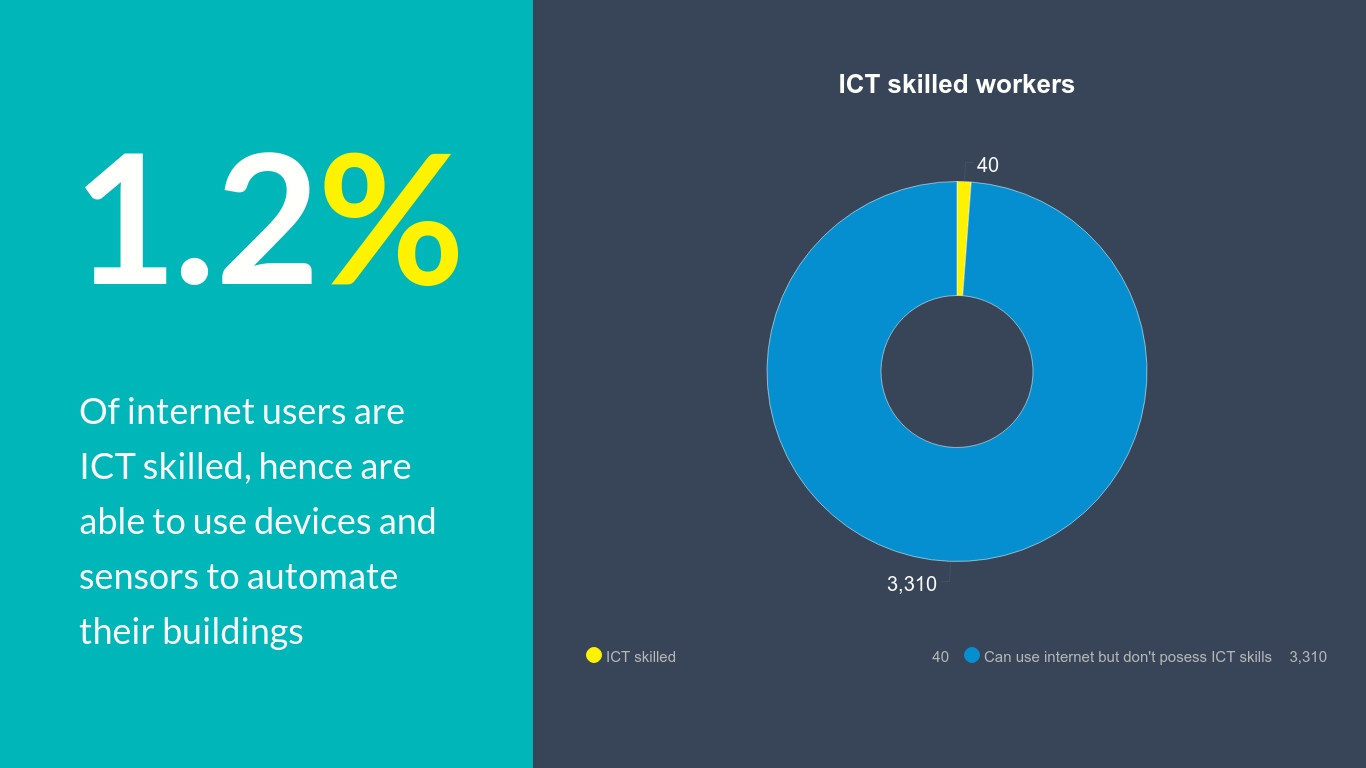 1.2%
Of internet users are
ICT skilled, hence are
able to use devices and
sensors to automate
their buildings
ICT skilled workers
40
3,310
ICT skilled 40 Can use internet but don't posess ICT skills 3,310